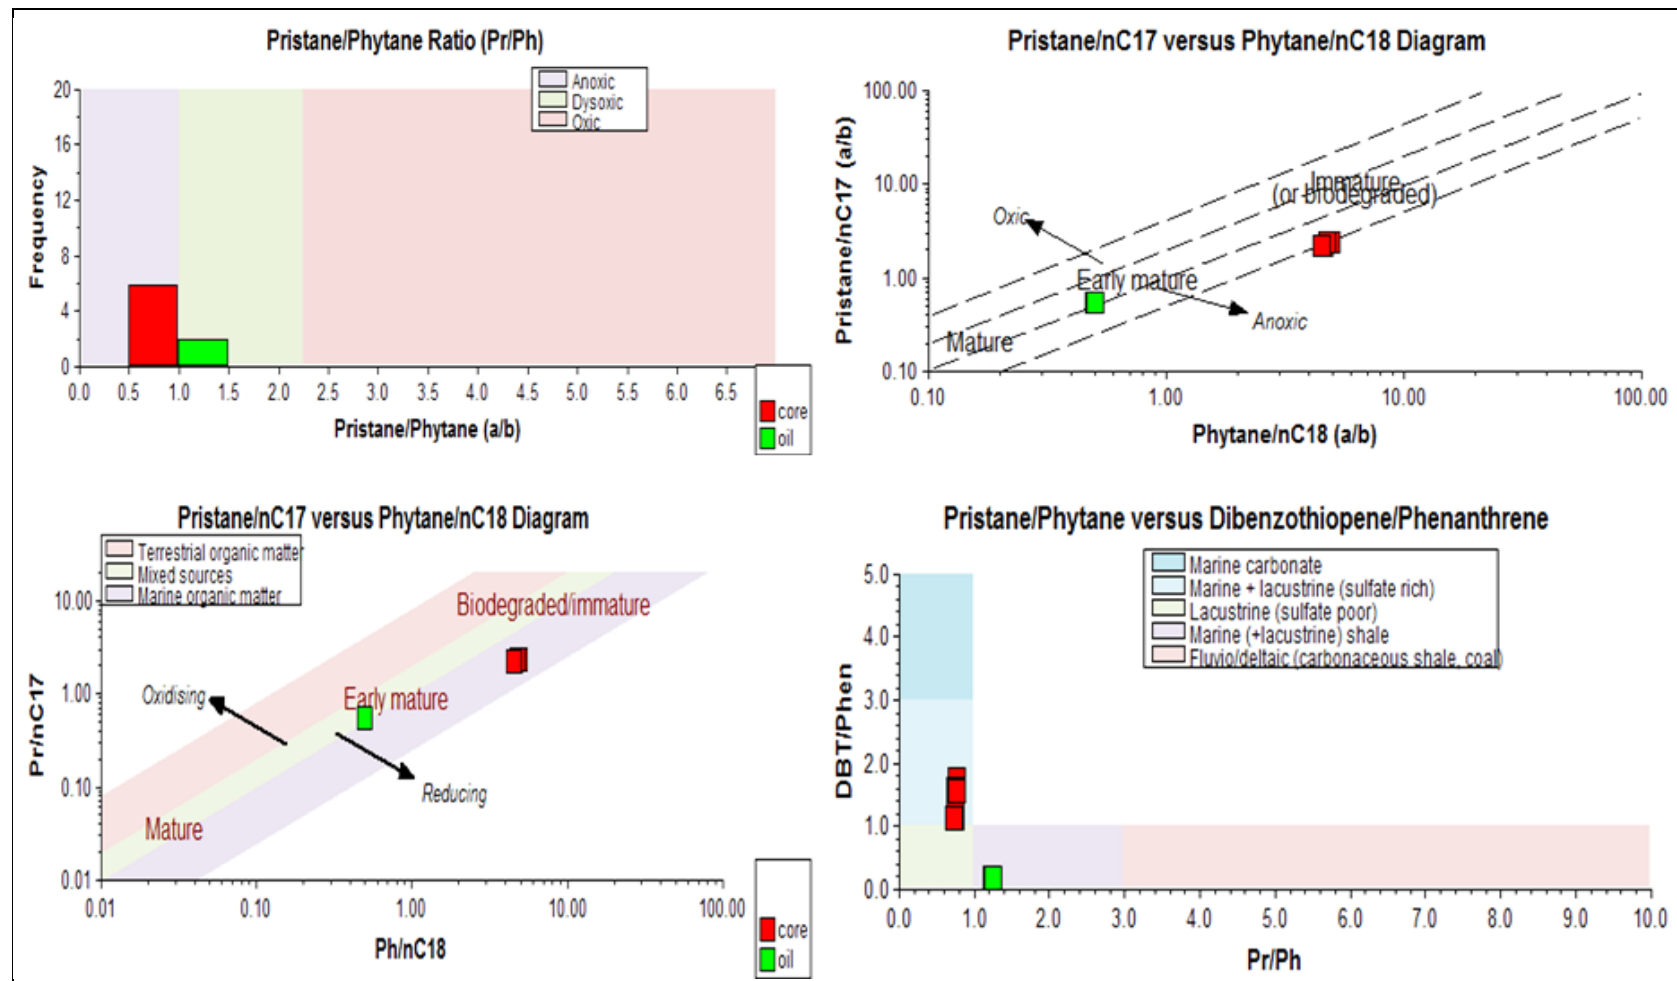 Pristane/Phytane Ratio (Pr/Ph)
Anoxic
Dysoxic
Oxic
Frequency
20
16
12
8
4
0
0.0 0.5 1.0 1.5 2.0 2.5 3.0 3.5 4.0 4.5 5.0 5.5 6.0 6.5
Pristane/Phytane (a/b)
core
oil
Pristane/nC17 versus Phytane/nC18 Diagram
Pristane/nC17 (a/b)
100.00
10.00
1.00
0.10
Immature
(or biodegraded)
Oxic
Early mature
Anoxic
Mature
0.10 1.00 10.00 100.00
Phytane/nC18 (a/b)
Pristane/nC17 versus Phytane/nC18 Diagram
Terrestrial organic matter
Mixed sources
Marine organic matter
Pr/nC17
10.00
1.00
0.10
0.01
Biodegraded/immature
Oxidising
Early mature
Reducing
Mature
0.01 0.10 1.00 10.00 100.00
Ph/nC18
core
oil
Pristane/Phytane versus Dibenzothiopene/Phenanthrene
Marine carbonate
Marine + lacustrine (sulfate rich)
Lacustrine (sulfate poor)
Marine (+lacustrine) shale
Fluvio/deltaic (carbonaceous shale, coal)
DBT/Phen
5.0
4.0
3.0
2.0
1.0
0.0
0.0 1.0 2.0 3.0 4.0 5.0 6.0 7.0 8.0 9.0 10.0
Pr/Ph